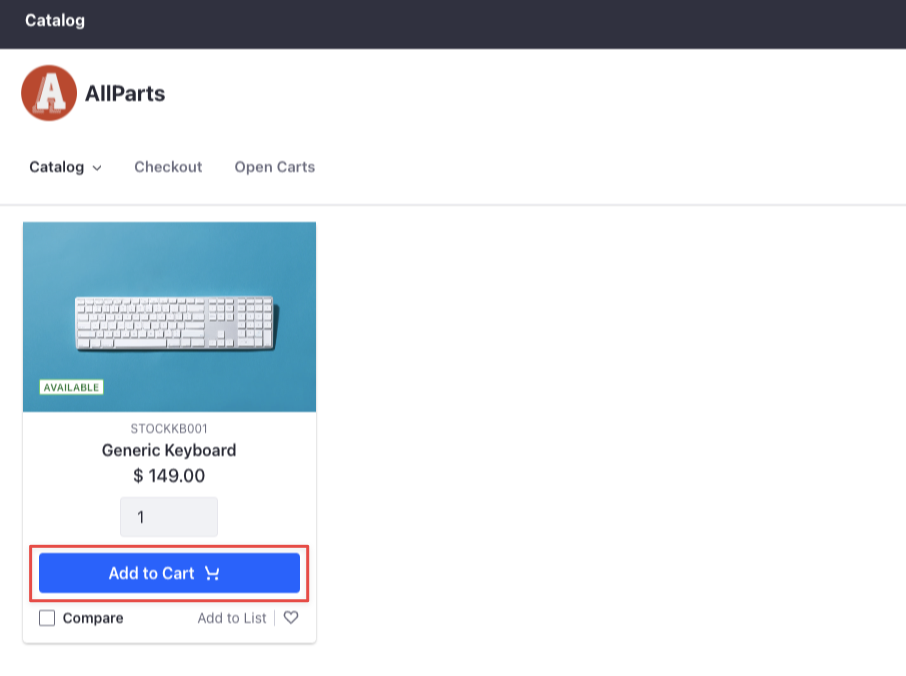 Catalog
A AllParts
Catalog Checkout Open Carts
AVAILABLE
STOCKKB001
Generic Keyboard
$ 149.00
1
Add to Cart
Compare Add to List